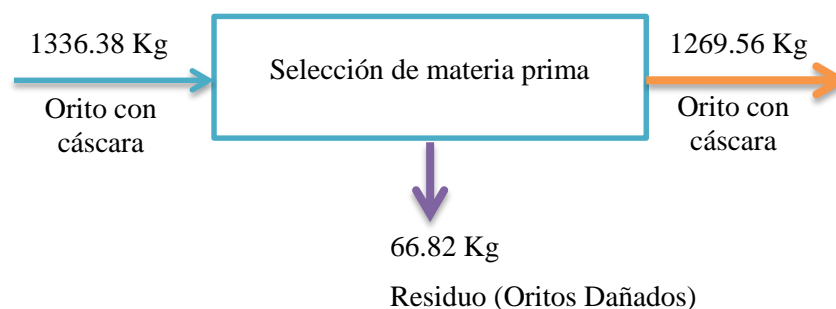 1336.38 Kg
Orito con
cáscara
Selección de materia prima
1269.56 Kg
Orito con
cáscara
66.82 Kg
Residuo (Oritos Dañados)